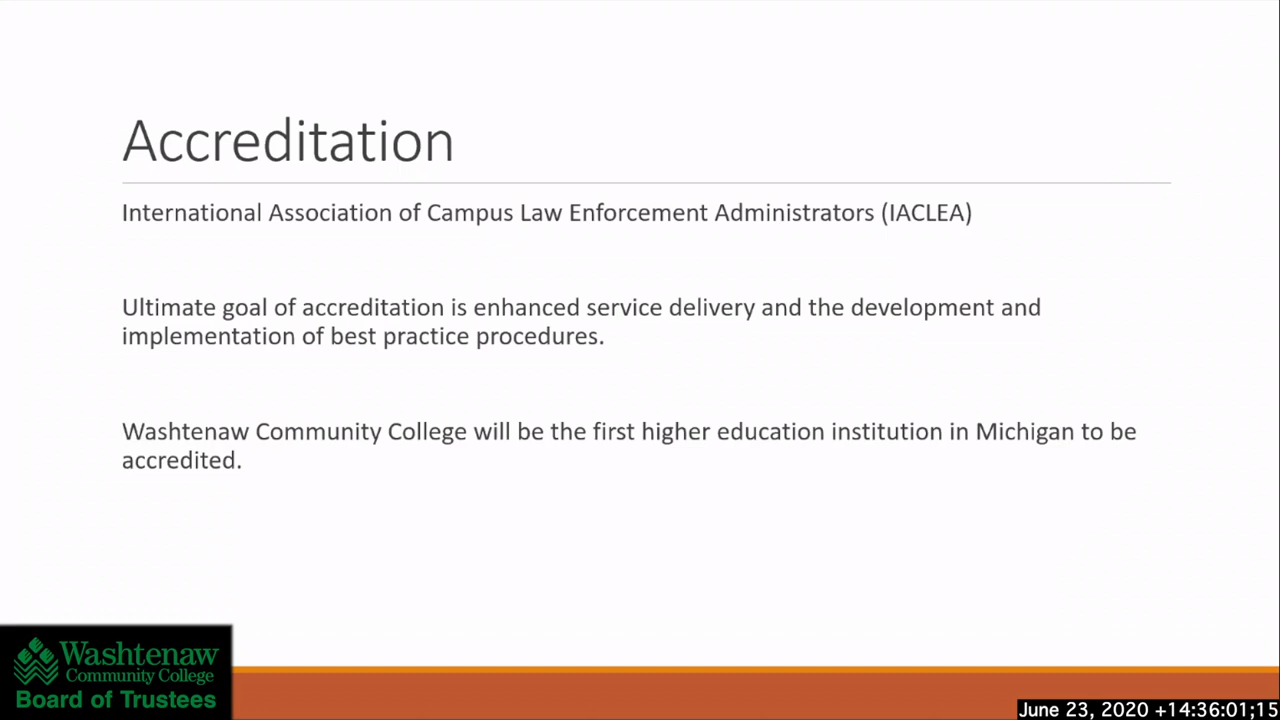 Accreditation
International Association of Campus Law Enforcement Administrators (IACLEA)
Ultimate goal of accreditation is enhanced service delivery and the development and
implementation of best practice procedures.
Washtenaw Community College will be the first higher education institution in Michigan to be
accredited.
Washtenaw
Community College
Board of Trustees
June 23, 2020 +14:36:01;15